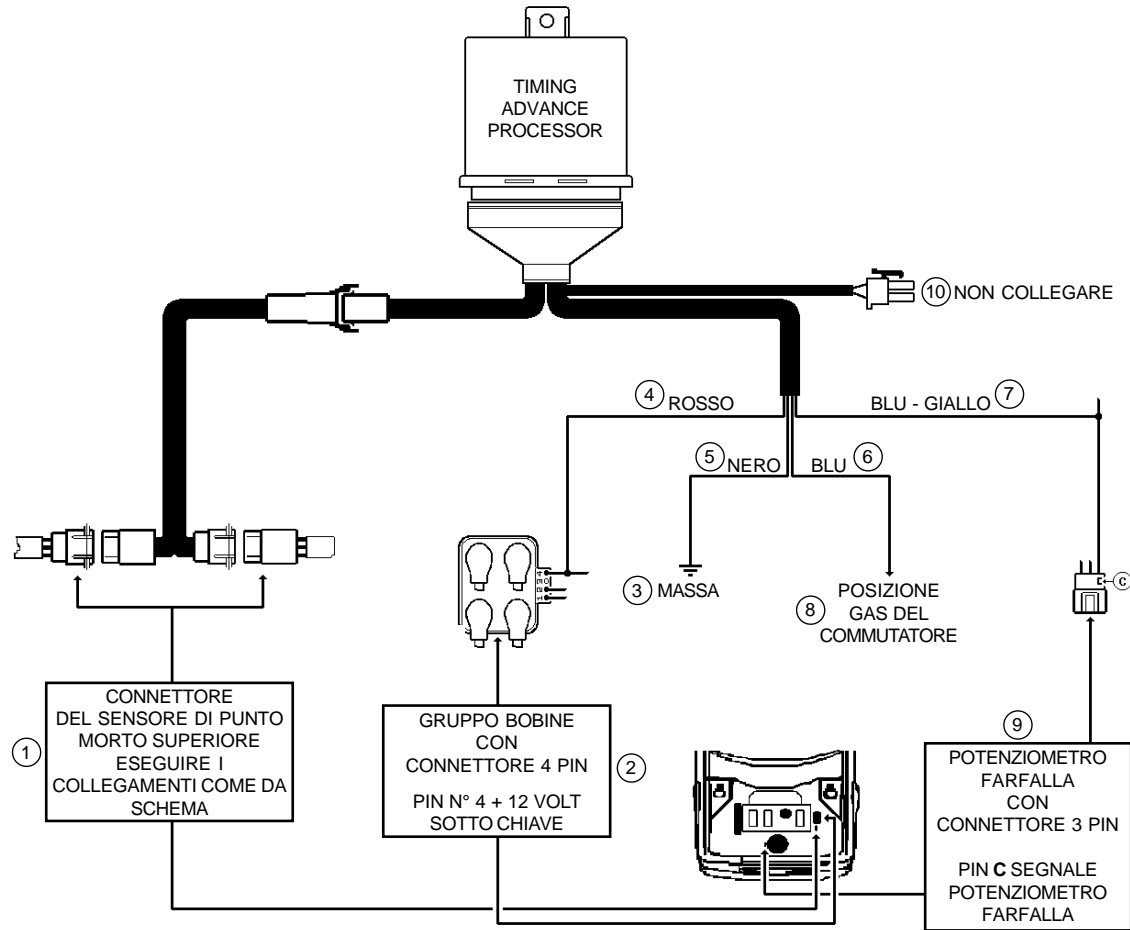 TIMING
ADVANCE
PROCESSOR
10 NON COLLEGARE
4 ROSSO
BLU - GIALLO 7
5 NERO
BLU 6
3 MASSA
8 POSIZIONE
GAS DEL
COMMUTATORE
C
1
CONNETTORE
DEL SENSORE DI PUNTO
MORTO SUPERIORE
ESEGUIRE I
COLLEGAMENTI COME DA
SCHEMA
GRUPPO BOBINE
CON
CONNETTORE 4 PIN
PIN N° 4 + 12 VOLT
SOTTO CHIAVE
2
9
POTENZIOMETRO
FARFALLA
CON
CONNETTORE 3 PIN
PIN C SEGNALE
POTENZIOMETRO
FARFALLA